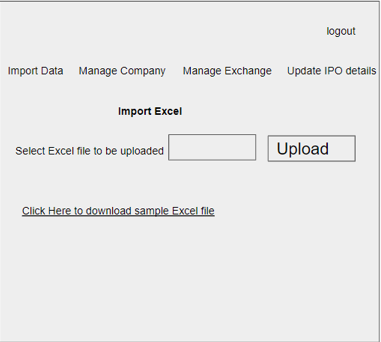 logout
Import Data Manage Company Manage Exchange Update IPO details
Import Excel
Select Excel file to be uploaded Upload
Click Here to download sample Excel file